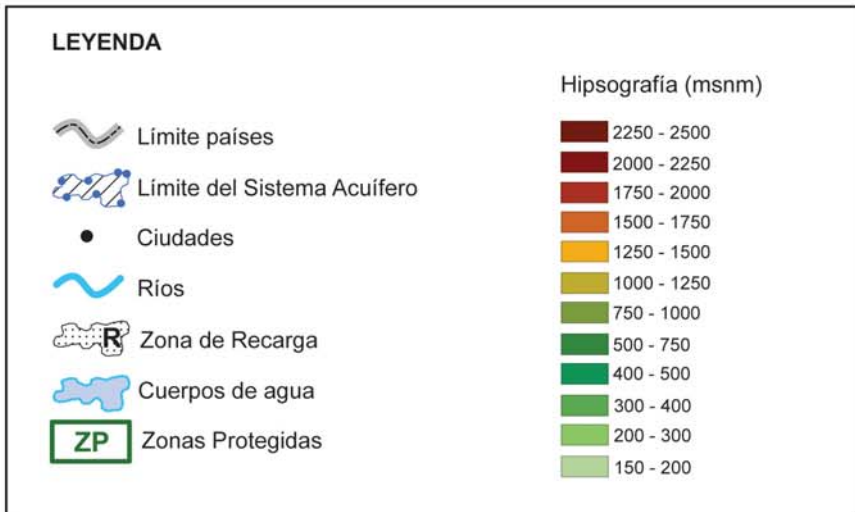 LEYENDA
Límite países
Límite del Sistema Acuífero
Ciudades
Ríos
R
Zona de Recarga
Cuerpos de agua
ZP
Zonas Protegidas
Hipsografía (msnm)
2250 - 2500
2000 - 2250
1750 - 2000
1500 - 1750
1250 - 1500
1000 - 1250
750 - 1000
500 - 750
400 - 500
300 - 400
200 - 300
150 - 200